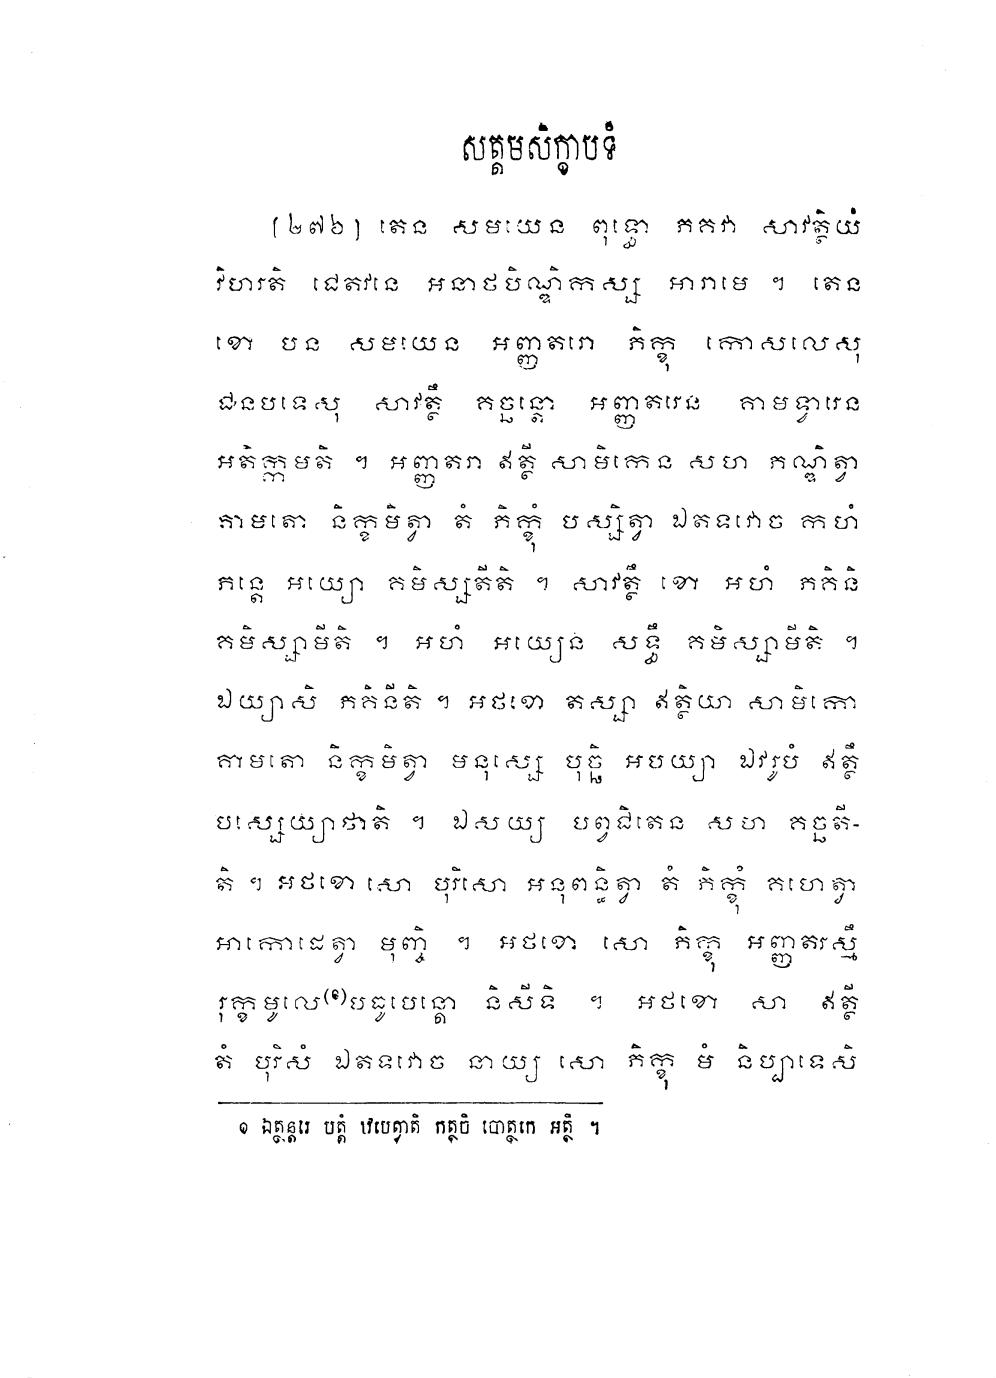 សត្តមសិក្ខាបទំ
[២៧៦] តេន សមយេន ពុទ្ធោ ភគវា សាវត្ថិយំ
វិហរតិ ជេតវនេ អនាថបិណ្ឌិកស្ស អារាមេ ។ តេន
ខោ បន សមយេន អញ្ញតរោ ភិក្ខុ កោសលេសុ
ជនបទេសុ សាវត្ថឹ គច្ឆន្តោ អញ្ញតរេន គាមទ្វារេន
អតិក្កមតិ ។ អញ្ញតរា ឥត្ថី សាមិកេន សហ ភណ្ឌិត្វា
គាមតោ និក្ខមិត្វា តំ ភិក្ខុំ បស្សិត្វា ឯតទវោច កហំ
ភន្តេ អយ្យោ គមិស្សតីតិ ។ សាវត្ថឹ ខោ អហំ ភគិនិ
គមិស្សាមីតិ ។ អហំ អយ្យេន សទ្ធឹ គមិស្សាមីតិ ។
ឯយ្យាសិ ភគិនីតិ ។ អថខោ តស្សា ឥត្ថិយា សាមិកោ
គាមតោ និក្ខមិត្វា មនុស្សេ បុច្ឆិ អបយ្យា ឯវរូបំ ឥត្ថឹ
បស្សេយ្យាថាតិ ។ ឯសយ្យ បព្វជិតេន សហ គច្ឆតី-
តិ ។ អថខោ សោ បុរិសោ អនុពន្ធិត្វា តំ ភិក្ខុំ គហេត្វា
អាកោដេត្វា មុញ្ចិ ។ អថខោ សោ ភិក្ខុ អញ្ញតរស្មឹ
រុក្ខមូលេ(១)បធូបេន្តោ និសីទិ ។ អថខោ សា ឥត្ថី
តំ បុរិសំ ឯតទវោច នាយ្យ សោ ភិក្ខុ មំ និប្បាទេសិ
១ ឯត្ថន្តរេ បត្តំ ឋបេត្វាតិ កត្ថចិ បោត្ថកេ អត្ថិ ។